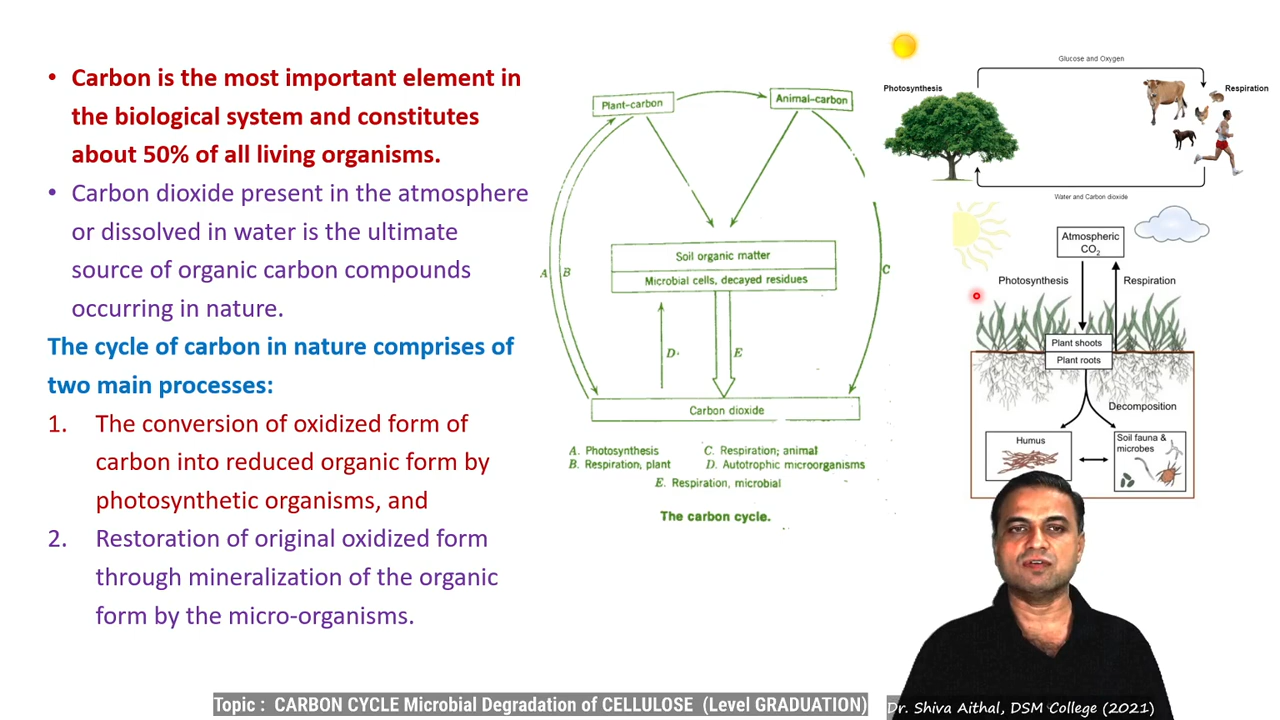 • Carbon is the most important element in
the biological system and constitutes
about 50% of all living organisms.
• Carbon dioxide present in the atmosphere
or dissolved in water is the ultimate
source of organic carbon compounds
occurring in nature.
The cycle of carbon in nature comprises of
two main processes:
1. The conversion of oxidized form of
carbon into reduced organic form by
photosynthetic organisms, and
2. Restoration of original oxidized form
through mineralization of the organic
form by the micro-organisms.
Plant-carbon
Animal-carbon
Soil organic matter
Microbial cells, decayed residues
A
B
C
D
E
Carbon dioxide
A. Photosynthesis
C. Respiration; animal
B. Respiration, plant
D. Autotrophic microorganisms
E. Respiration, microbial
The carbon cycle.
Glucose and Oxygen
Photosynthesis
Respiration
Water and Carbon dioxide
Atmospheric
CO2
Photosynthesis
Respiration
Plant shoots
Plant roots
Decomposition
Humus
Soil fauna &
microbes
Topic : CARBON CYCLE Microbial Degradation of CELLULOSE (Level GRADUATION)
Dr. Shiva Aithal, DSM College (2021)